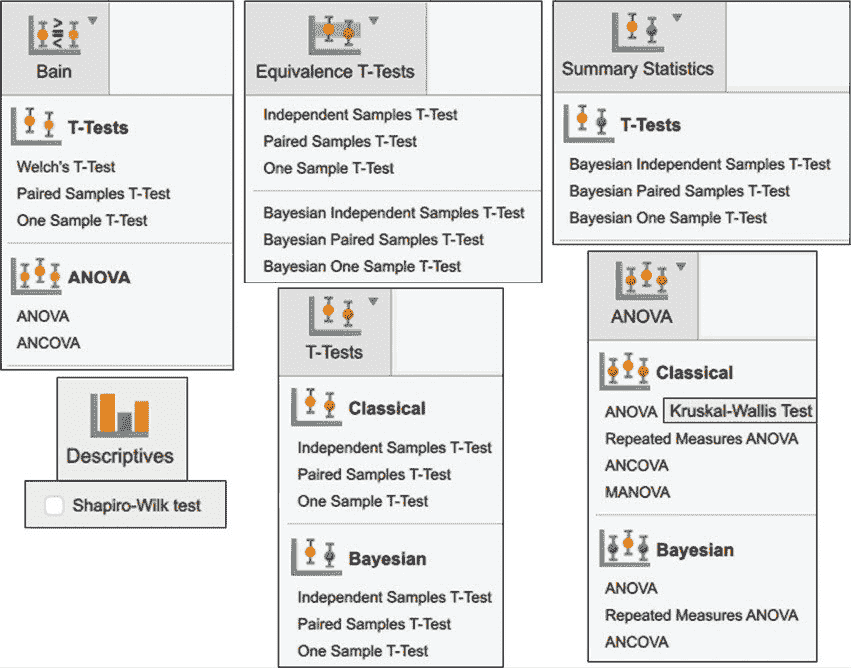 Bain
T-Tests
Welch's T-Test
Paired Samples T-Test
One Sample T-Test
ANOVA
ANOVA
ANCOVA
Equivalence T-Tests
Independent Samples T-Test
Paired Samples T-Test
One Sample T-Test
Bayesian Independent Samples T-Test
Bayesian Paired Samples T-Test
Bayesian One Sample T-Test
Summary Statistics
T-Tests
Bayesian Independent Samples T-Test
Bayesian Paired Samples T-Test
Bayesian One Sample T-Test
Descriptives
Shapiro-Wilk test
T-Tests
Classical
Independent Samples T-Test
Paired Samples T-Test
One Sample T-Test
Bayesian
Independent Samples T-Test
Paired Samples T-Test
One Sample T-Test
ANOVA
Classical
ANOVA Kruskal-Wallis Test
Repeated Measures ANOVA
ANCOVA
MANOVA
Bayesian
ANOVA
Repeated Measures ANOVA
ANCOVA